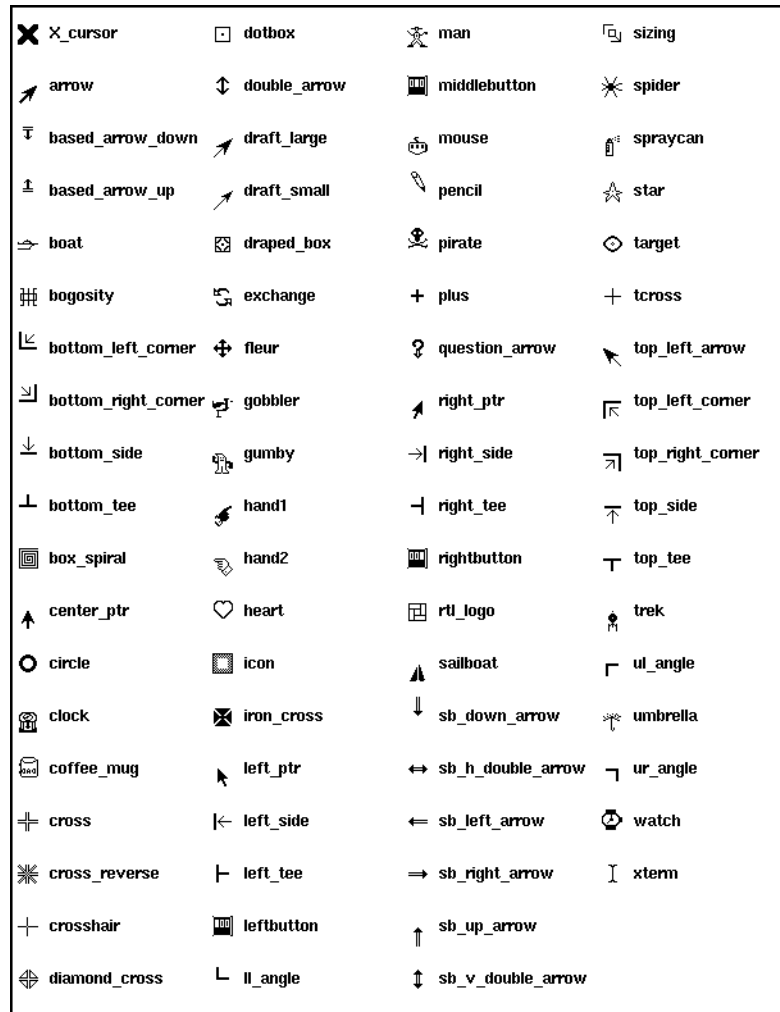 X_cursor
arrow
based_arrow_down
based_arrow_up
boat
bogosity
bottom_left_corner
bottom_right_corner
bottom_side
bottom_tee
box_spiral
center_ptr
circle
clock
coffee_mug
cross
cross_reverse
crosshair
diamond_cross
dotbox
double_arrow
draft_large
draft_small
draped_box
exchange
fleur
gobbler
gumby
hand1
hand2
heart
icon
iron_cross
left_ptr
left_side
left_tee
leftbutton
ll_angle
man
middlebutton
mouse
pencil
pirate
plus
question_arrow
right_ptr
right_side
right_tee
rightbutton
rtl_logo
sailboat
sb_down_arrow
sb_h_double_arrow
sb_left_arrow
sb_right_arrow
sb_up_arrow
sb_v_double_arrow
sizing
spider
spraycan
star
target
tcross
top_left_arrow
top_left_corner
top_right_corner
top_side
top_tee
trek
ul_angle
umbrella
ur_angle
watch
xterm